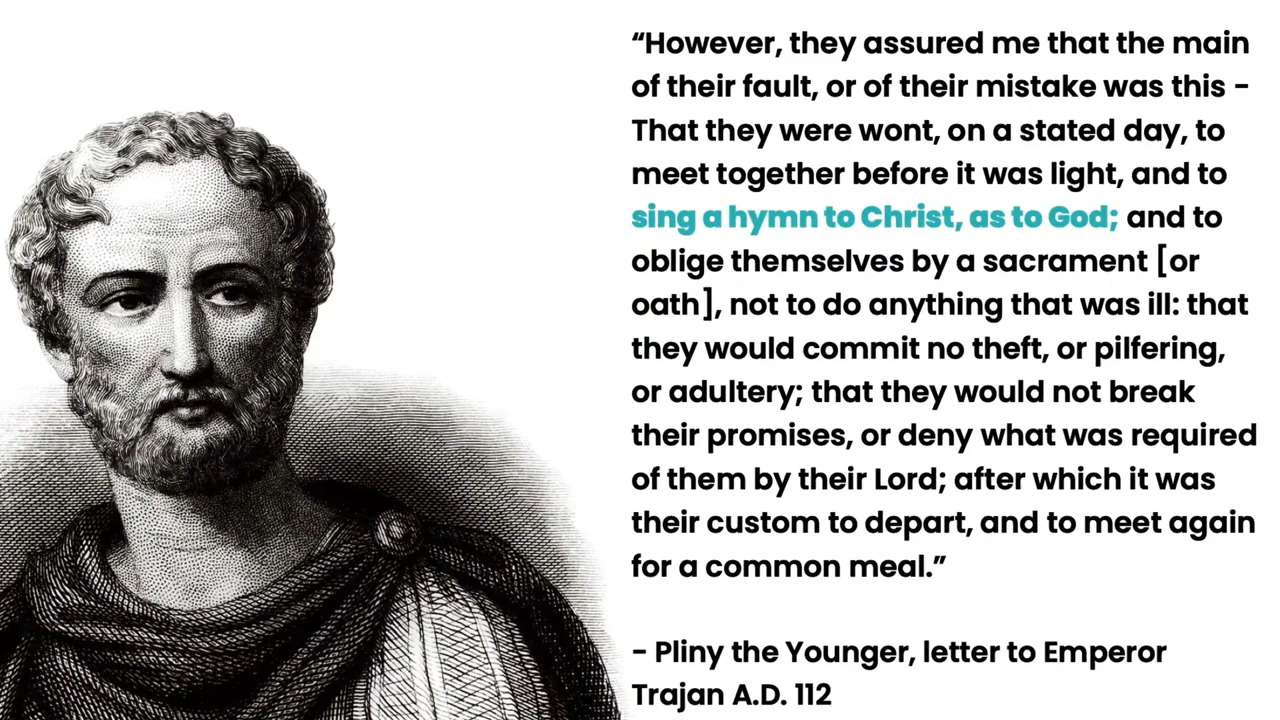 “However, they assured me that the main
of their fault, or of their mistake was this -
That they were wont, on a stated day, to
meet together before it was light, and to
sing a hymn to Christ, as to God; and to
oblige themselves by a sacrament [or
oath], not to do anything that was ill: that
they would commit no theft, or pilfering,
or adultery; that they would not break
their promises, or deny what was required
of them by their Lord; after which it was
their custom to depart, and to meet again
for a common meal.”
- Pliny the Younger, letter to Emperor
Trajan A.D. 112